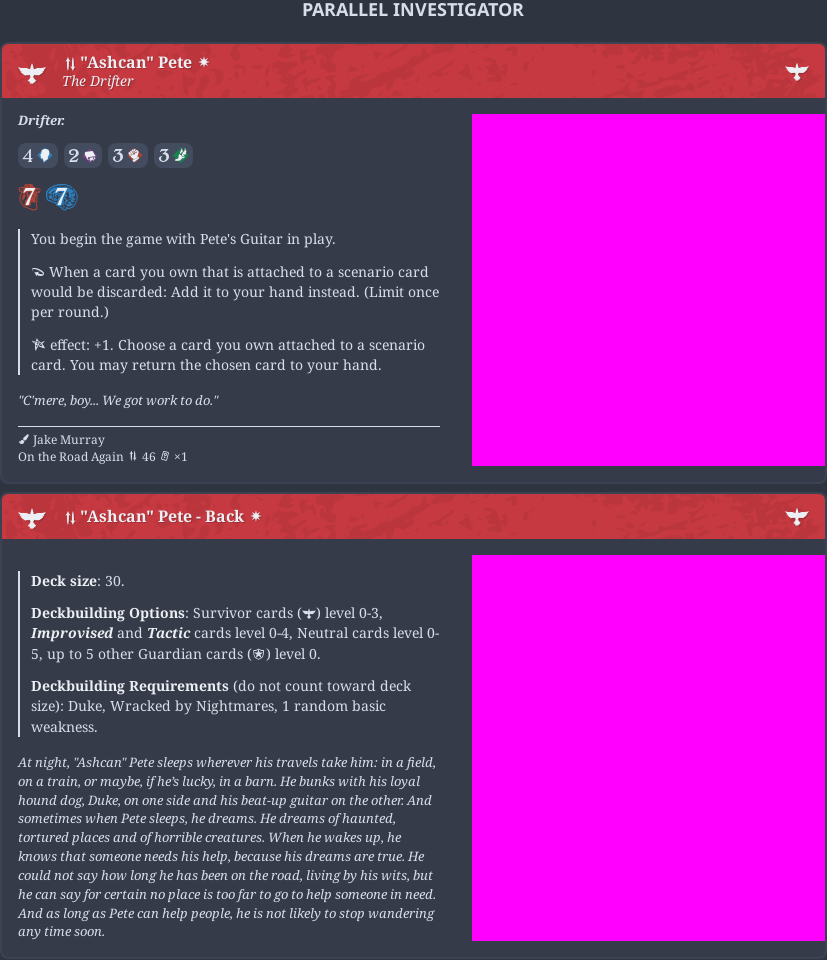 PARALLEL INVESTIGATOR
"Ashcan" Pete
The Drifter
Drifter.
4 2 3 3
7 7
You begin the game with Pete's Guitar in play.
When a card you own that is attached to a scenario card
would be discarded: Add it to your hand instead. (Limit once
per round.)
effect: +1. Choose a card you own attached to a scenario
card. You may return the chosen card to your hand.
"C'mere, boy... We got work to do."
Jake Murray
On the Road Again 46 ×1
"Ashcan" Pete - Back
Deck size: 30.
Deckbuilding Options: Survivor cards () level 0-3,
Improvised and Tactic cards level 0-4, Neutral cards level 0-
5, up to 5 other Guardian cards () level 0.
Deckbuilding Requirements (do not count toward deck
size): Duke, Wracked by Nightmares, 1 random basic
weakness.
At night, "Ashcan" Pete sleeps wherever his travels take him: in a field,
on a train, or maybe, if he's lucky, in a barn. He bunks with his loyal
hound dog, Duke, on one side and his beat-up guitar on the other. And
sometimes when Pete sleeps, he dreams. He dreams of haunted,
tortured places and of horrible creatures. When he wakes up, he
knows that someone needs his help, because his dreams are true. He
could not say how long he has been on the road, living by his wits, but
he can say for certain no place is too far to go to help someone in need.
And as long as Pete can help people, he is not likely to stop wandering
any time soon.